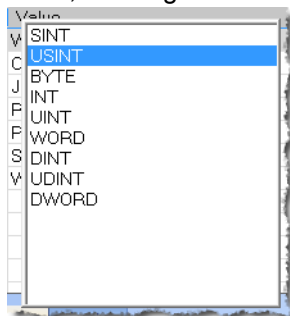 Value
W
C
J
P
P
S
W
SINT
USINT
BYTE
INT
UINT
WORD
DINT
UDINT
DWORD